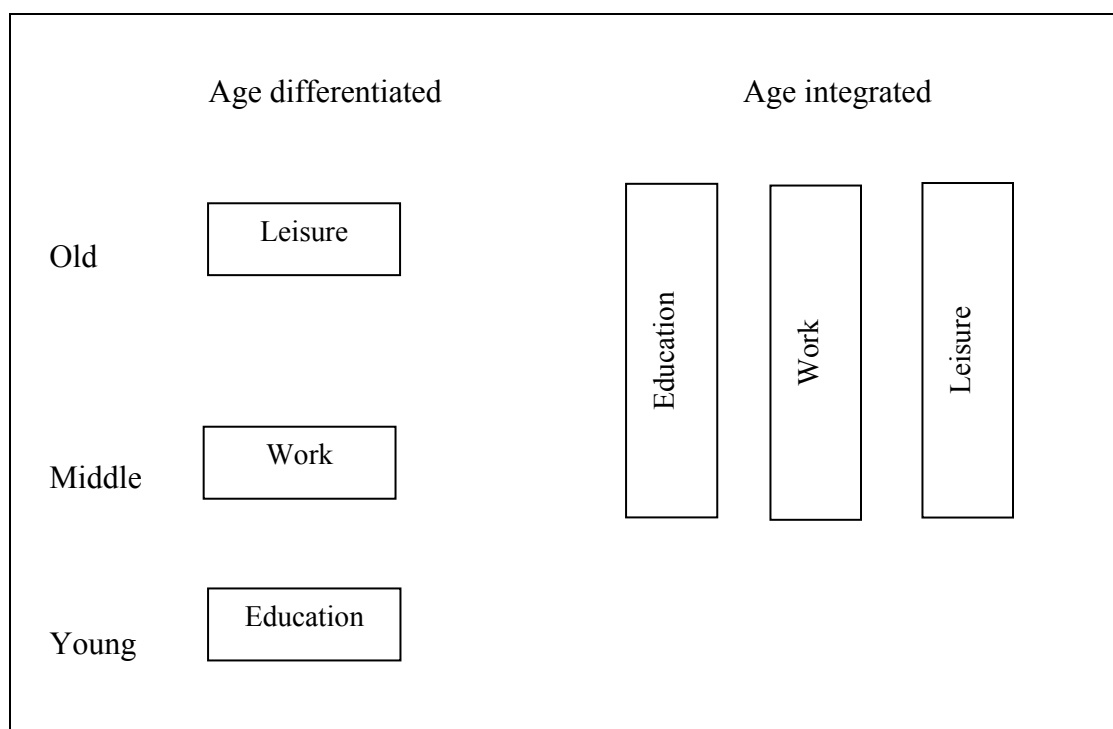 Age differentiated
Age integrated
Old
Leisure
Middle
Work
Young
Education
Education
Work
Leisure